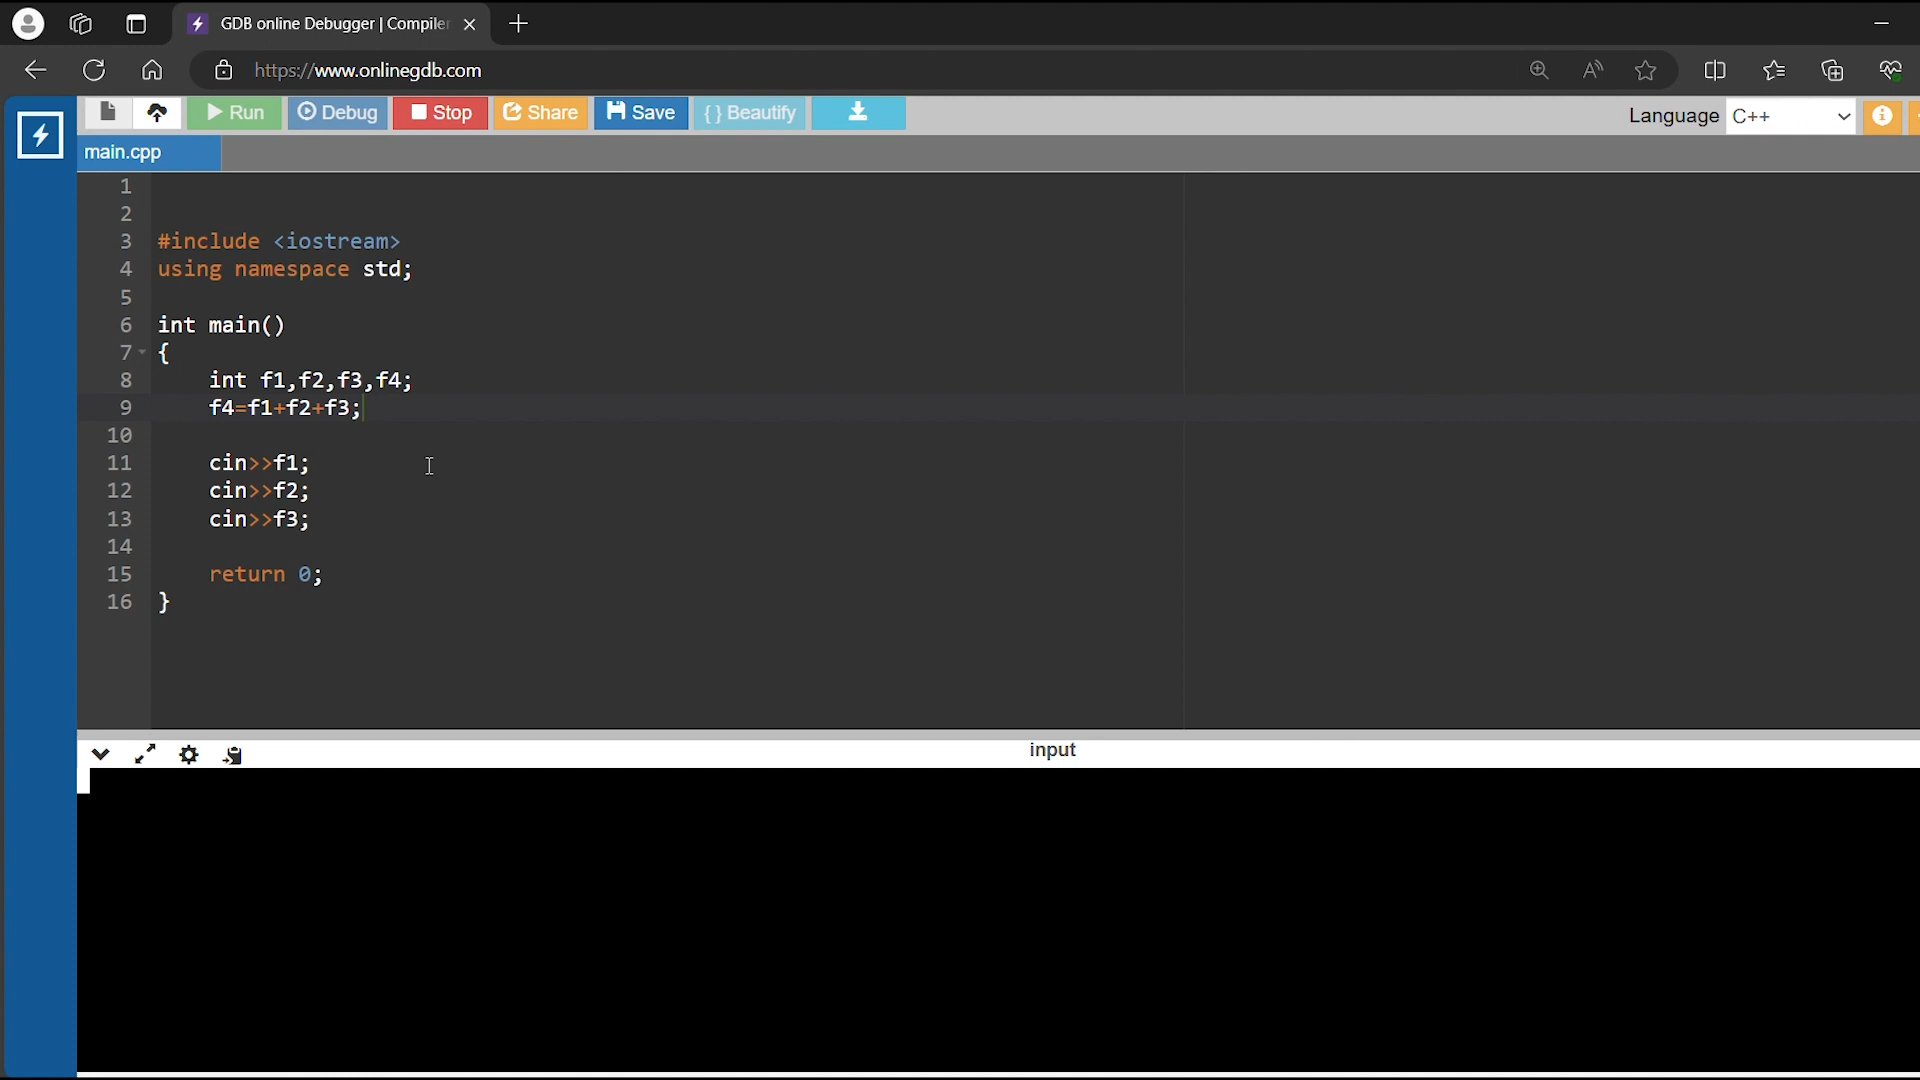 GDB online Debugger | Compiler
https://www.onlinegdb.com
Run Debug Stop Share Save { } Beautify Language C++
main.cpp
1
2
3 #include <iostream>
4 using namespace std;
5
6 int main()
7 {
8 int f1,f2,f3,f4;
9 f4=f1+f2+f3;
10
11 cin>>f1;
12 cin>>f2;
13 cin>>f3;
14
15 return 0;
16 }
input